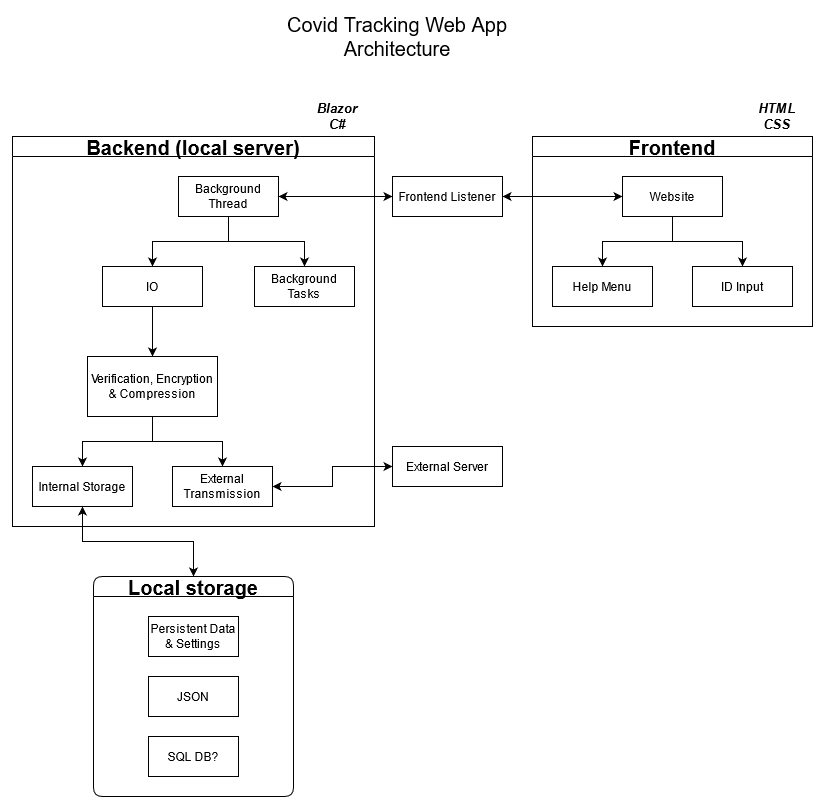 Covid Tracking Web App
Architecture
Blazor
C#
HTML
CSS
Backend (local server)
Frontend
Background
Thread
Frontend Listener
Website
IO
Background
Tasks
Help Menu
ID Input
Verification, Encryption
& Compression
Internal Storage
External
Transmission
External Server
Local storage
Persistent Data
& Settings
JSON
SQL DB?